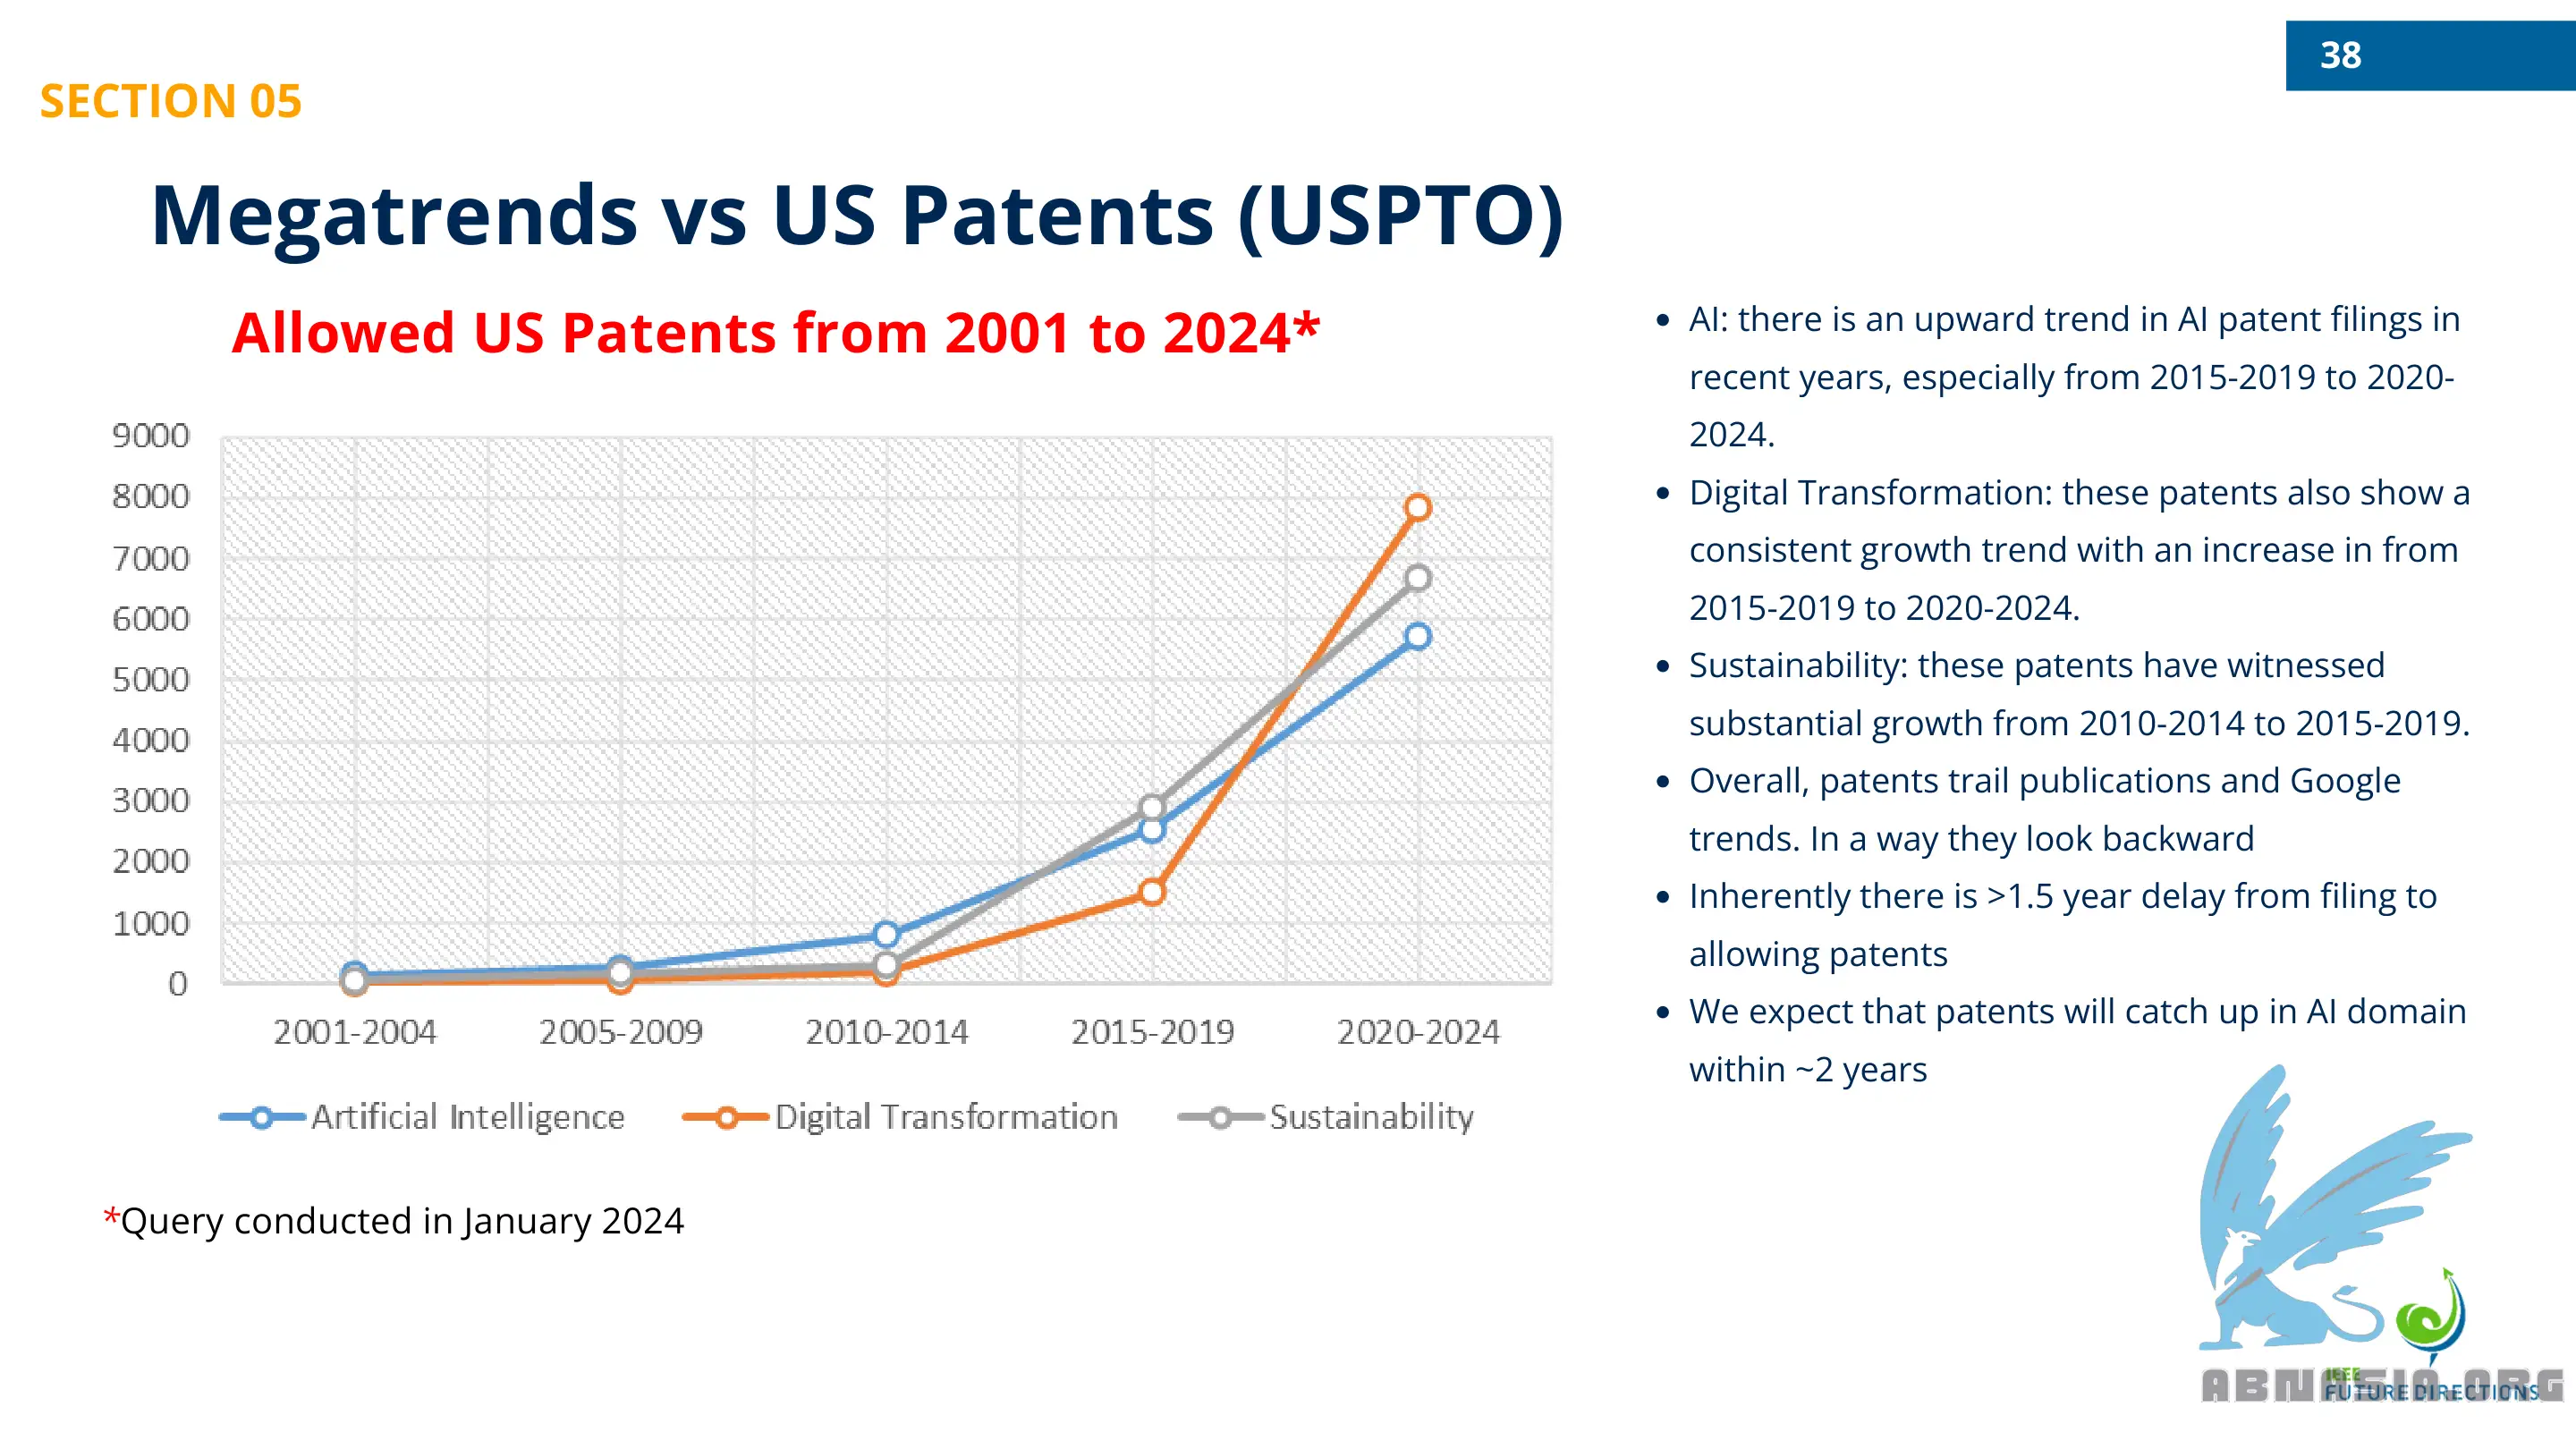 38
SECTION 05
Megatrends vs US Patents (USPTO)
Allowed US Patents from 2001 to 2024*
9000
8000
7000
6000
5000
4000
3000
2000
1000
0
2001-2004 2005-2009 2010-2014 2015-2019 2020-2024
Artificial Intelligence Digital Transformation Sustainability
*Query conducted in January 2024
• AI: there is an upward trend in AI patent filings in
recent years, especially from 2015-2019 to 2020-
2024.
• Digital Transformation: these patents also show a
consistent growth trend with an increase in from
2015-2019 to 2020-2024.
• Sustainability: these patents have witnessed
substantial growth from 2010-2014 to 2015-2019.
• Overall, patents trail publications and Google
trends. In a way they look backward
• Inherently there is >1.5 year delay from filing to
allowing patents
• We expect that patents will catch up in AI domain
within ~2 years
IEEE
FUTURE DIRECTIONS
ABNASIA.ORG